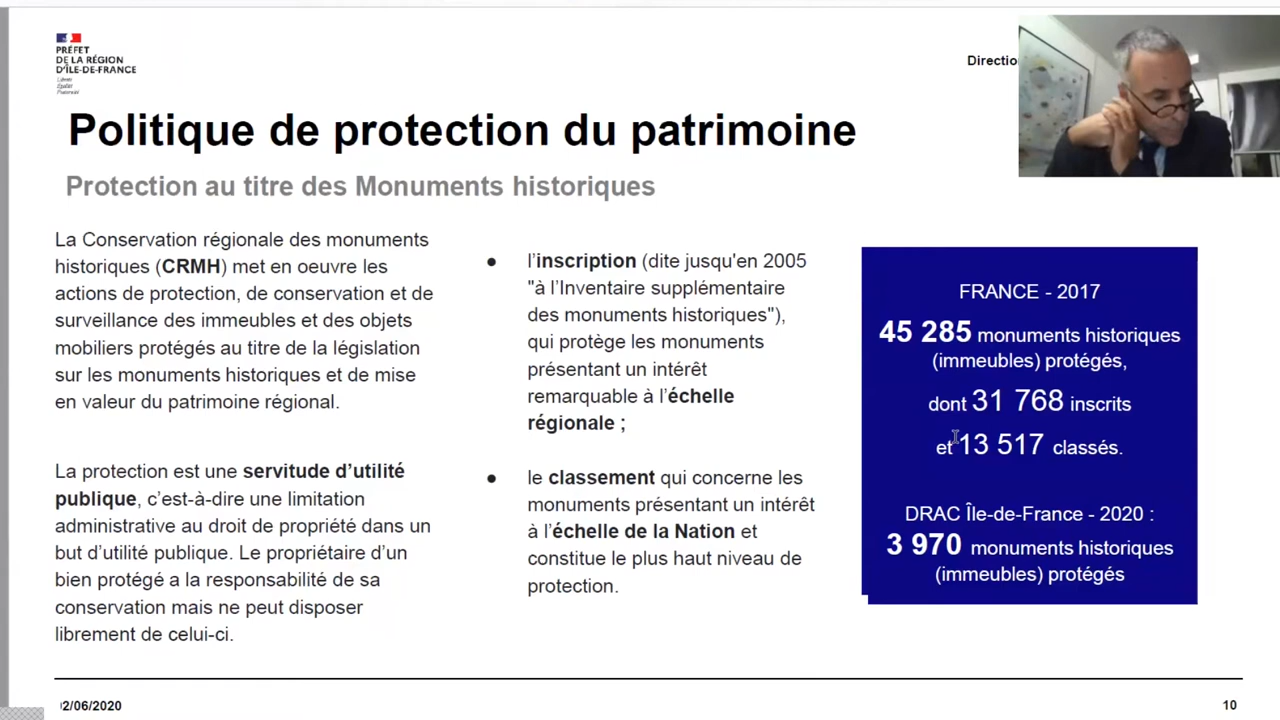 PRÉFET
DE LA RÉGION
D'ÎLE-DE-FRANCE
Liberté
Égalité
Fraternité
Politique de protection du patrimoine
Protection au titre des Monuments historiques
La Conservation régionale des monuments
historiques (CRMH) met en oeuvre les
actions de protection, de conservation et de
surveillance des immeubles et des objets
mobiliers protégés au titre de la législation
sur les monuments historiques et de mise
en valeur du patrimoine régional.
La protection est une servitude d’utilité
publique, c’est-à-dire une limitation
administrative au droit de propriété dans un
but d’utilité publique. Le propriétaire d’un
bien protégé a la responsabilité de sa
conservation mais ne peut disposer
librement de celui-ci.
● l’inscription (dite jusqu'en 2005
"à l’Inventaire supplémentaire
des monuments historiques"),
qui protège les monuments
présentant un intérêt
remarquable à l’échelle
régionale ;
● le classement qui concerne les
monuments présentant un intérêt
à l’échelle de la Nation et
constitue le plus haut niveau de
protection.
FRANCE - 2017
45 285 monuments historiques
(immeubles) protégés,
dont 31 768 inscrits
et 13 517 classés.
DRAC Île-de-France - 2020 :
3 970 monuments historiques
(immeubles) protégés
2/06/2020
10